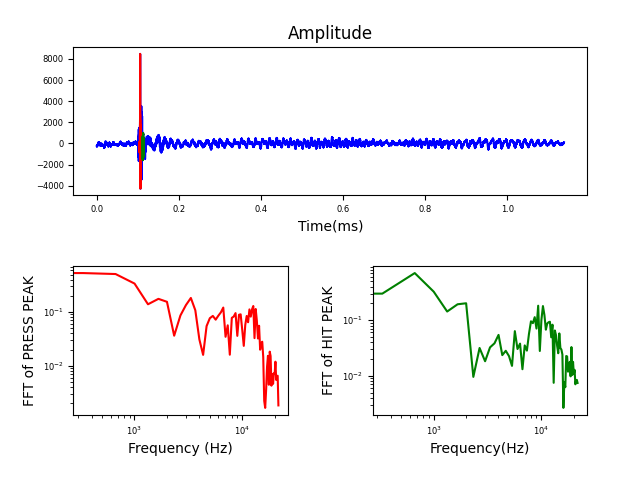 Amplitude
8000
6000
4000
2000
0
−2000
−4000
0.0 0.2 0.4 0.6 0.8 1.0
Time(ms)
FFT of PRESS PEAK
10⁻¹
10⁻²
10³ 10⁴
Frequency (Hz)
FFT of HIT PEAK
10⁻¹
10⁻²
10³ 10⁴
Frequency(Hz)